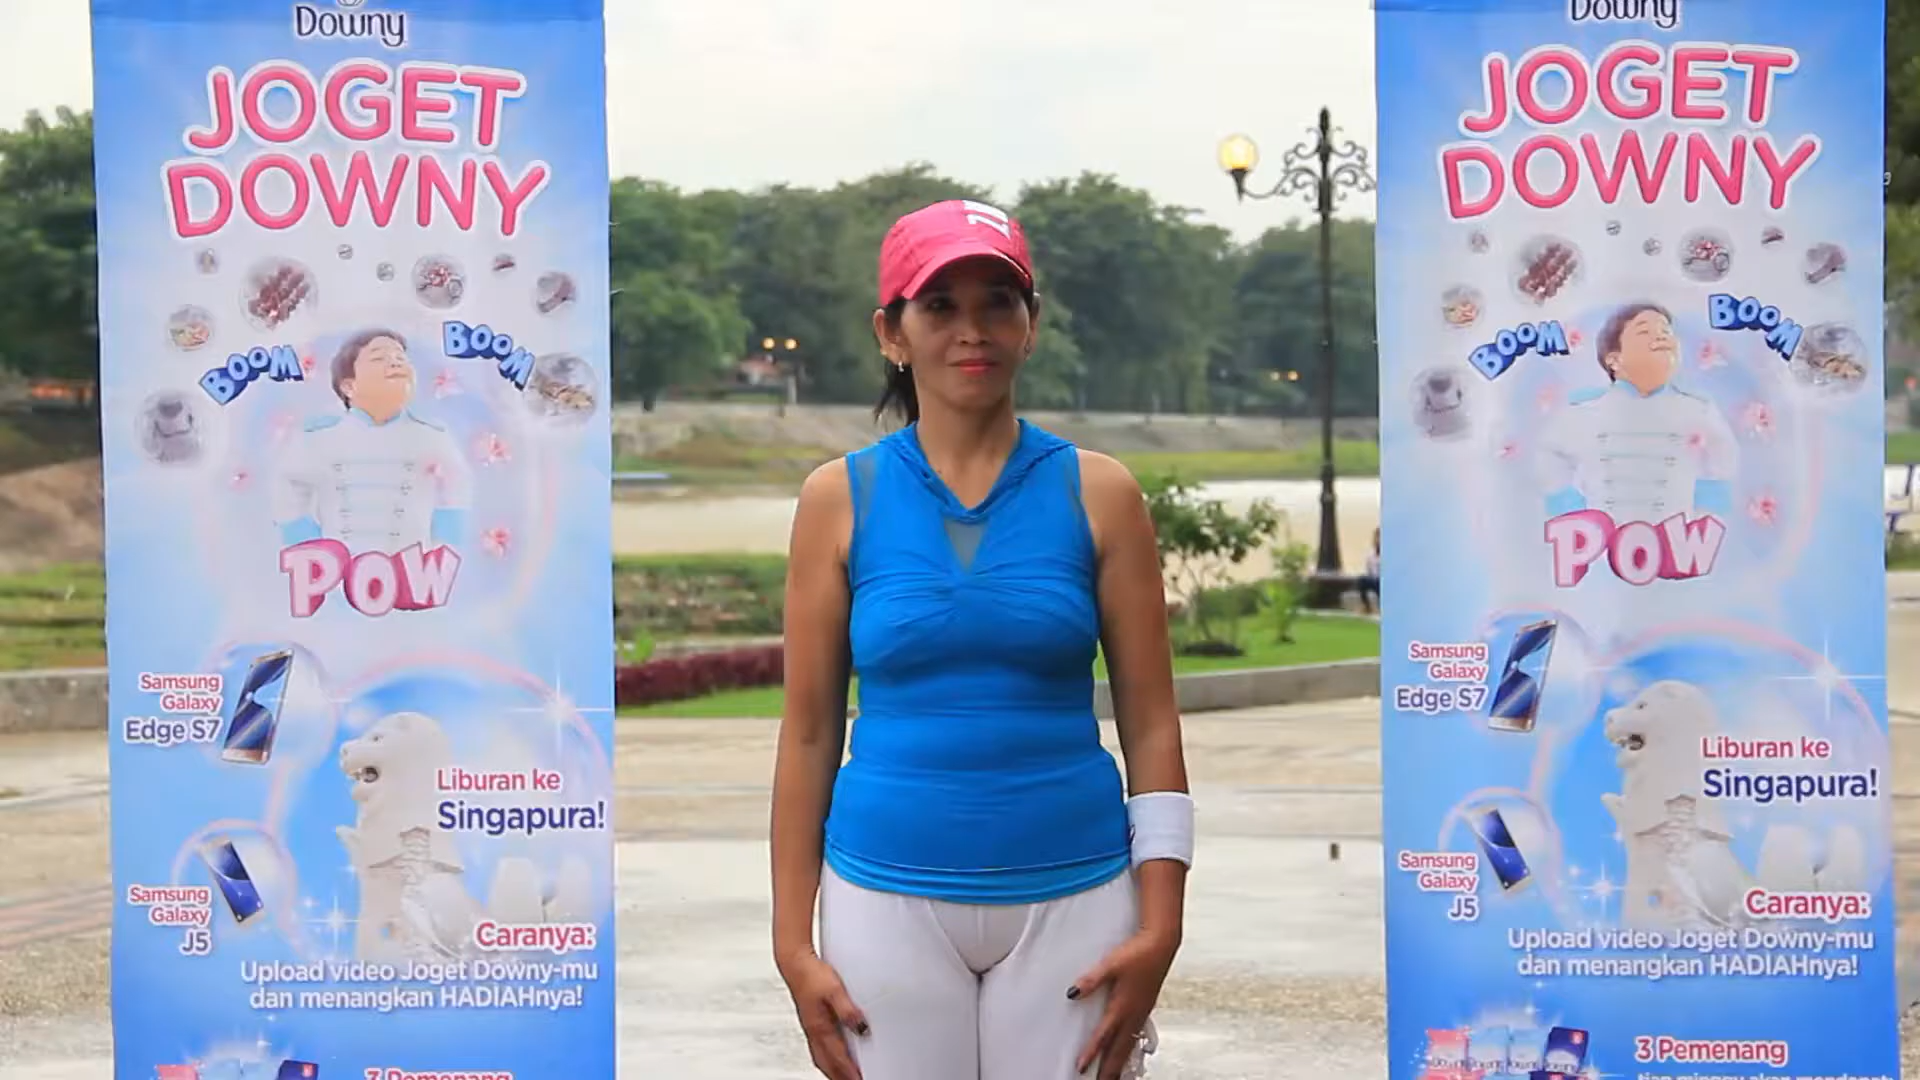 Downy
JOGET
DOWNY
BOOM
BOOM
POW
Samsung
Galaxy
Edge S7
Liburan ke
Singapura!
Samsung
Galaxy
J5
Caranya:
Upload video Joget Downy-mu
dan menangkan HADIAHnya!
3 Pemenang
Downy
JOGET
DOWNY
BOOM
BOOM
POW
Samsung
Galaxy
Edge S7
Liburan ke
Singapura!
Samsung
Galaxy
J5
Caranya:
Upload video Joget Downy-mu
dan menangkan HADIAHnya!
3 Pemenang